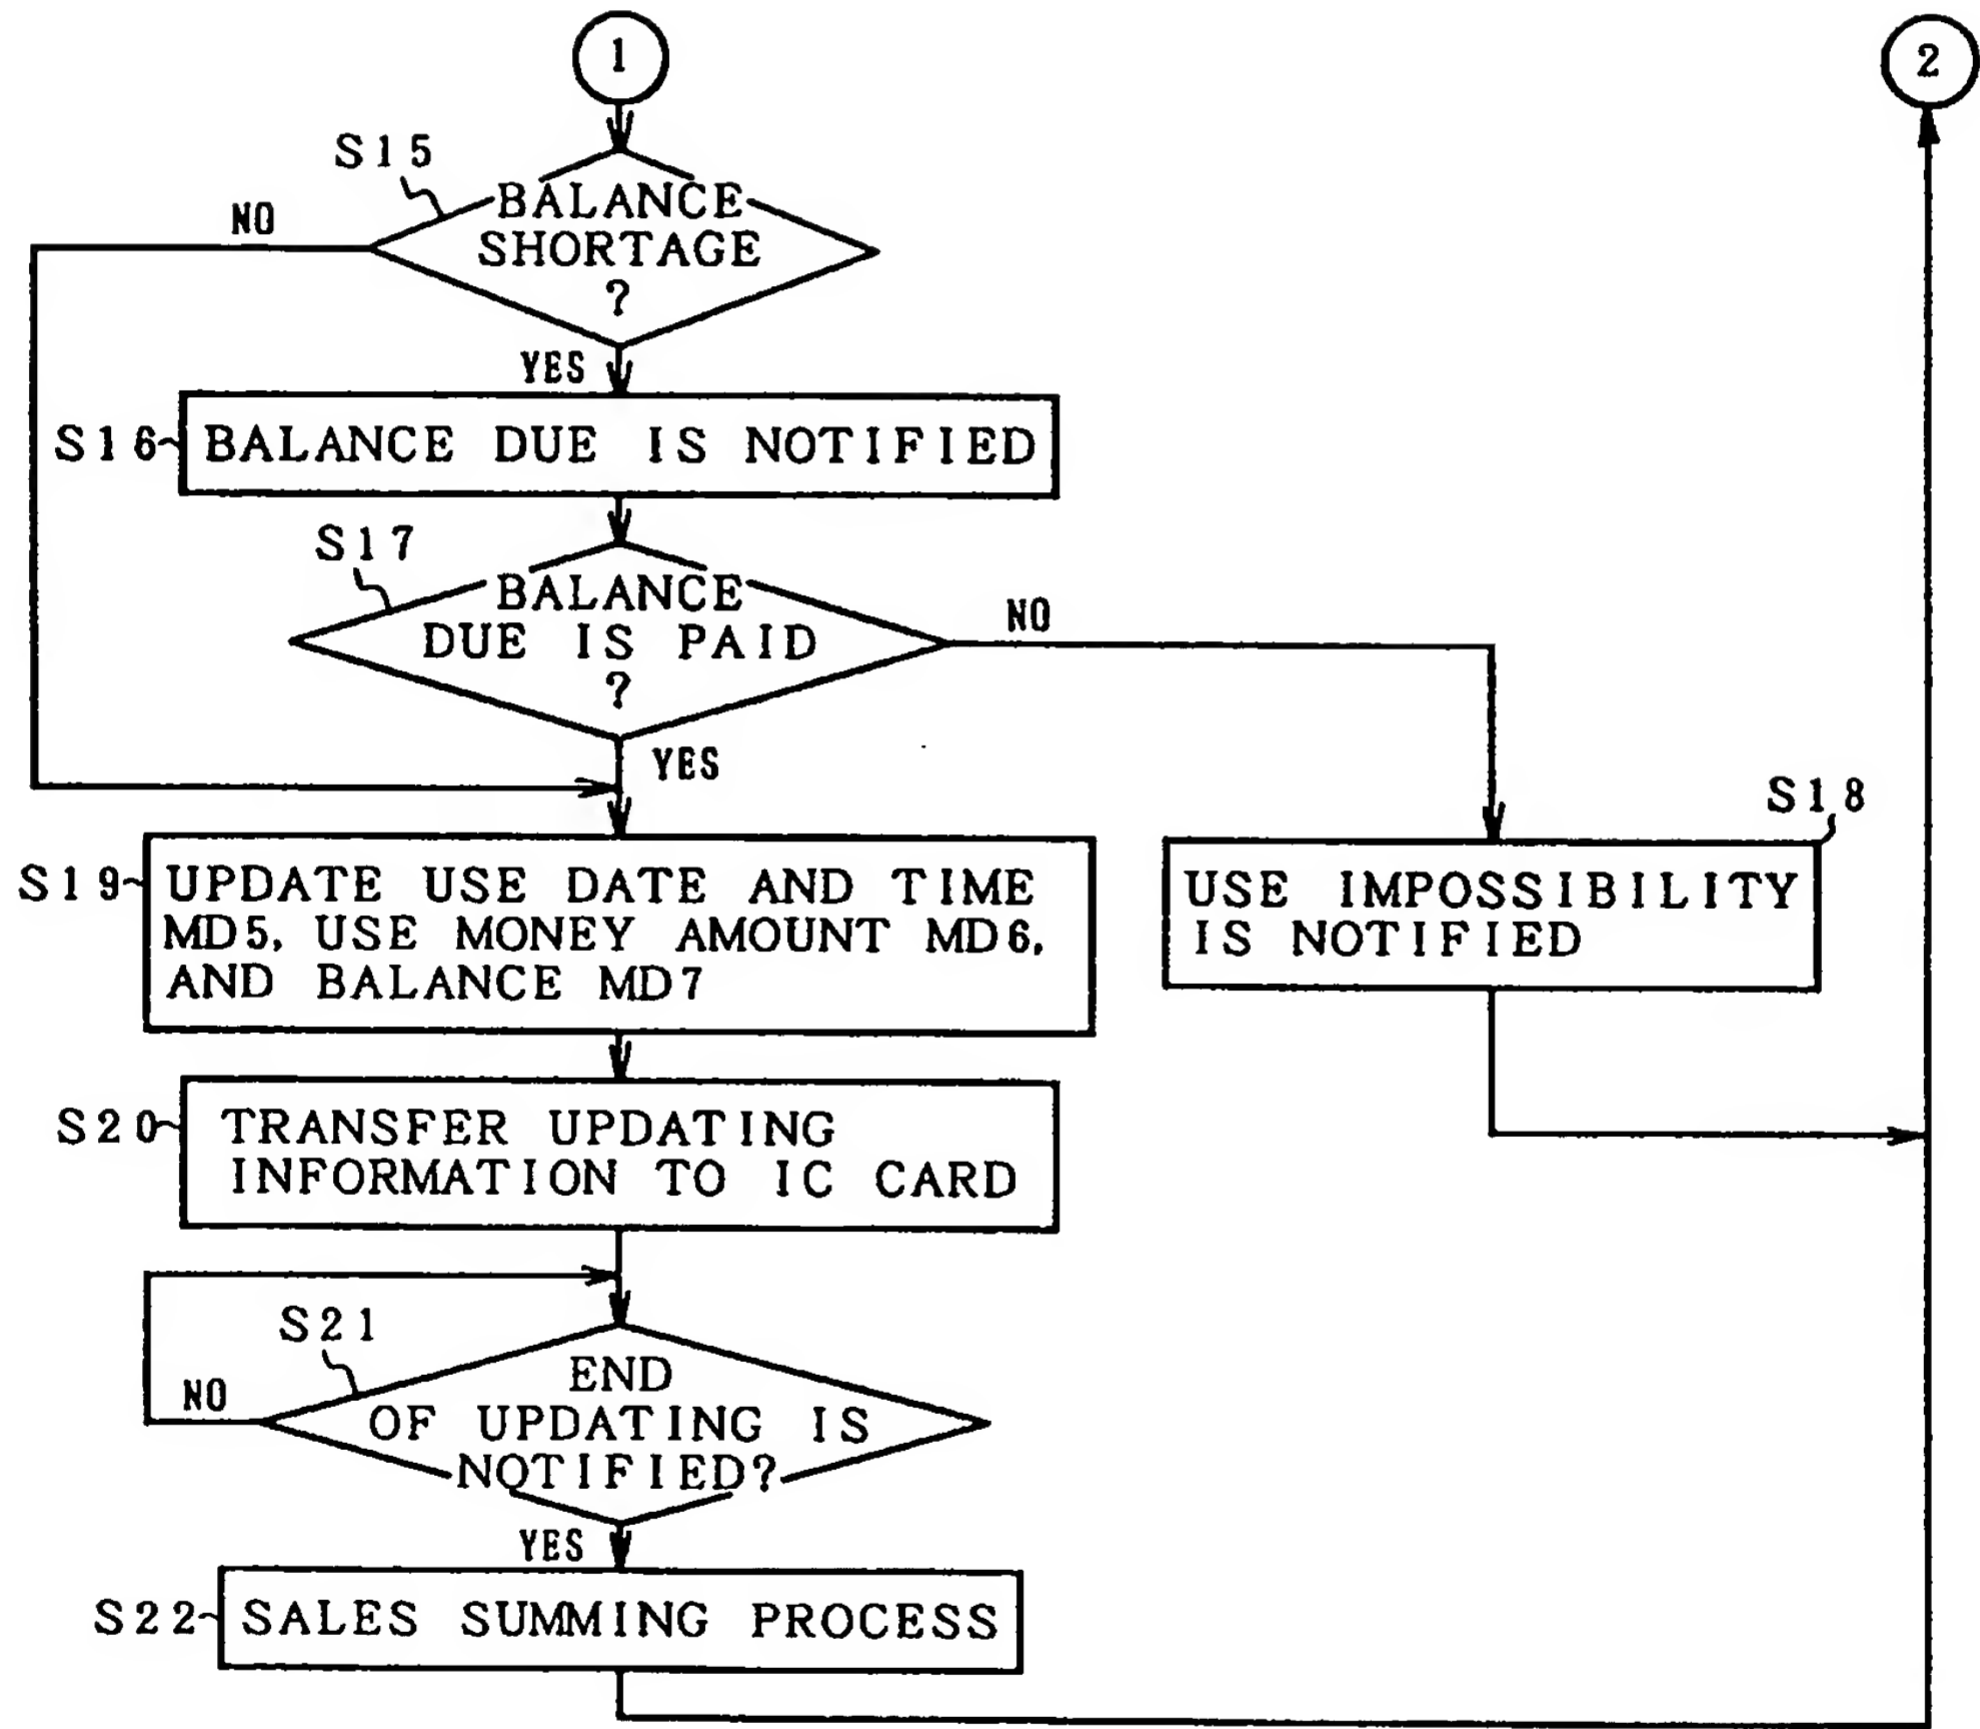 1
2
S15
BALANCE
SHORTAGE
?
NO
YES
S16
BALANCE DUE IS NOTIFIED
S17
BALANCE
DUE IS PAID
?
NO
YES
S18
USE IMPOSSIBILITY
IS NOTIFIED
S19
UPDATE USE DATE AND TIME
MD5, USE MONEY AMOUNT MD6,
AND BALANCE MD7
S20
TRANSFER UPDATING
INFORMATION TO IC CARD
S21
END
OF UPDATING IS
NOTIFIED?
NO
YES
S22
SALES SUMMING PROCESS